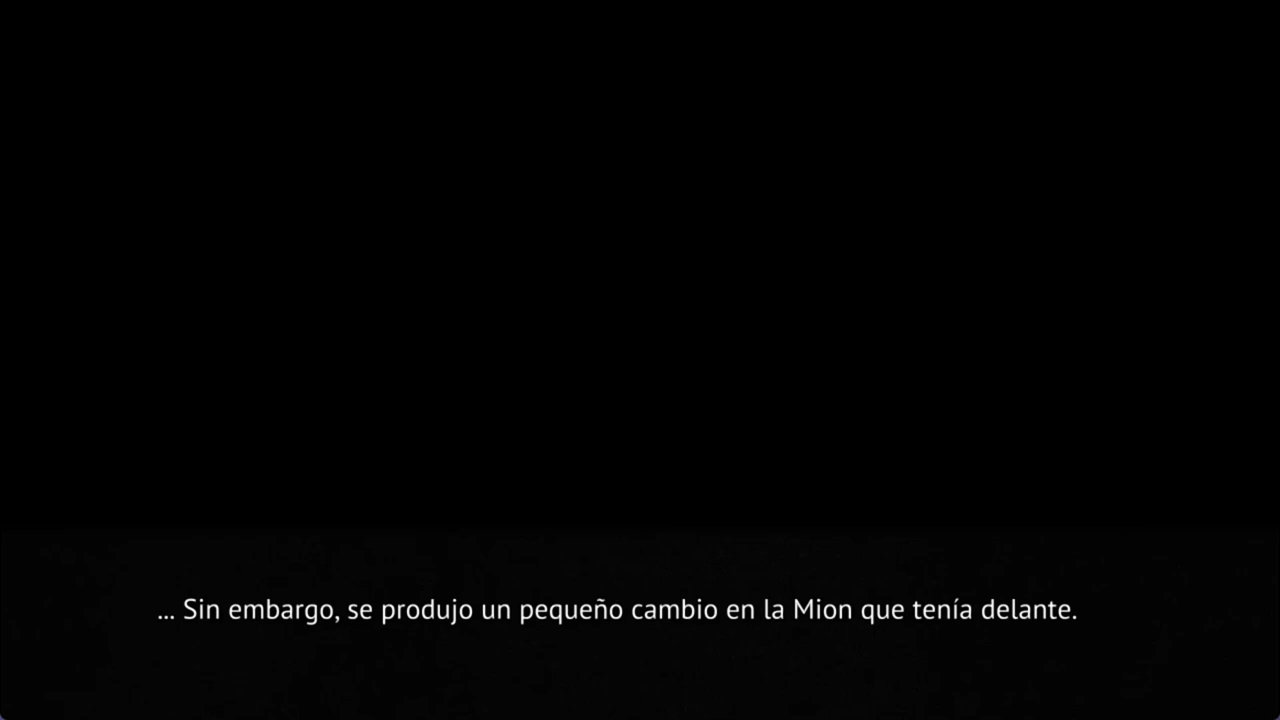 ... Sin embargo, se produjo un pequeño cambio en la Mion que tenía delante.